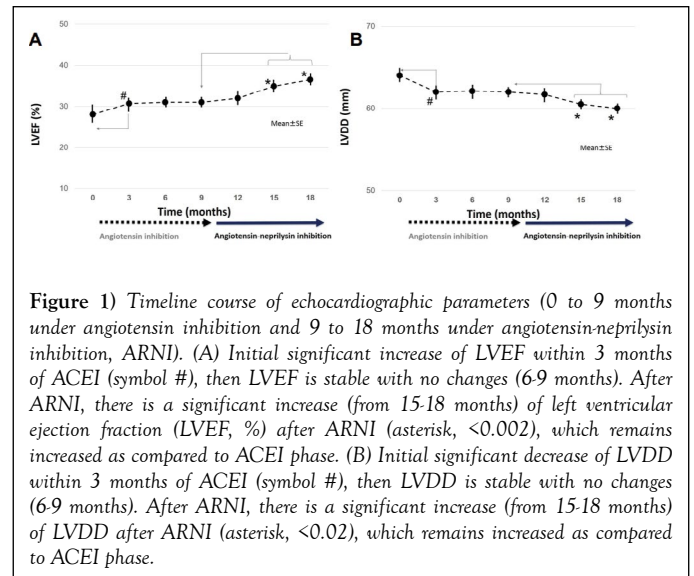 A
B
50
40
30
20
10
LVEF (%)
#
*
*
Mean±SE
0 3 6 9 12 15 18
Time (months)
Angiotensin inhibition
Angiotensin-neprilysin inhibition
70
60
50
LVDD (mm)
#
*
*
Mean±SE
0 3 6 9 12 15 18
Time (months)
Angiotensin inhibition
Angiotensin-neprilysin inhibition
Figure 1) Timeline course of echocardiographic parameters (0 to 9 months
under angiotensin inhibition and 9 to 18 months under angiotensin-neprilysin
inhibition, ARNI). (A) Initial significant increase of LVEF within 3 months
of ACEI (symbol #), then LVEF is stable with no changes (6-9 months). After
ARNI, there is a significant increase (from 15-18 months) of left ventricular
ejection fraction (LVEF, %) after ARNI (asterisk, <0.002), which remains
increased as compared to ACEI phase. (B) Initial significant decrease of LVDD
within 3 months of ACEI (symbol #), then LVDD is stable with no changes
(6-9 months). After ARNI, there is a significant increase (from 15-18 months)
of LVDD after ARNI (asterisk, <0.02), which remains increased as compared
to ACEI phase.